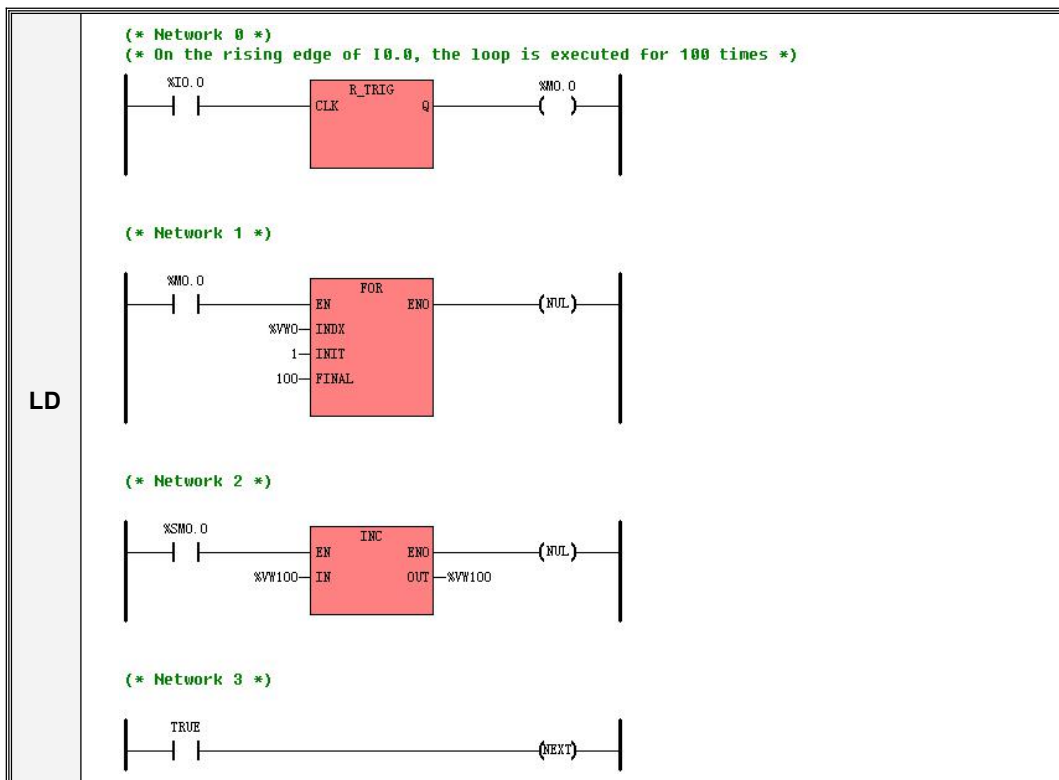 (* Network 0 *)
(* On the rising edge of I0.0, the loop is executed for 100 times *)
%I0.0 R_TRIG %M0.0
CLK Q
(* Network 1 *)
%M0.0 FOR
EN ENO (NUL)
%VW0 INDX
1 INIT
100 FINAL
LD
(* Network 2 *)
%SM0.0 INC
EN ENO (NUL)
%VW100 IN OUT %VW100
(* Network 3 *)
TRUE
(NEXT)